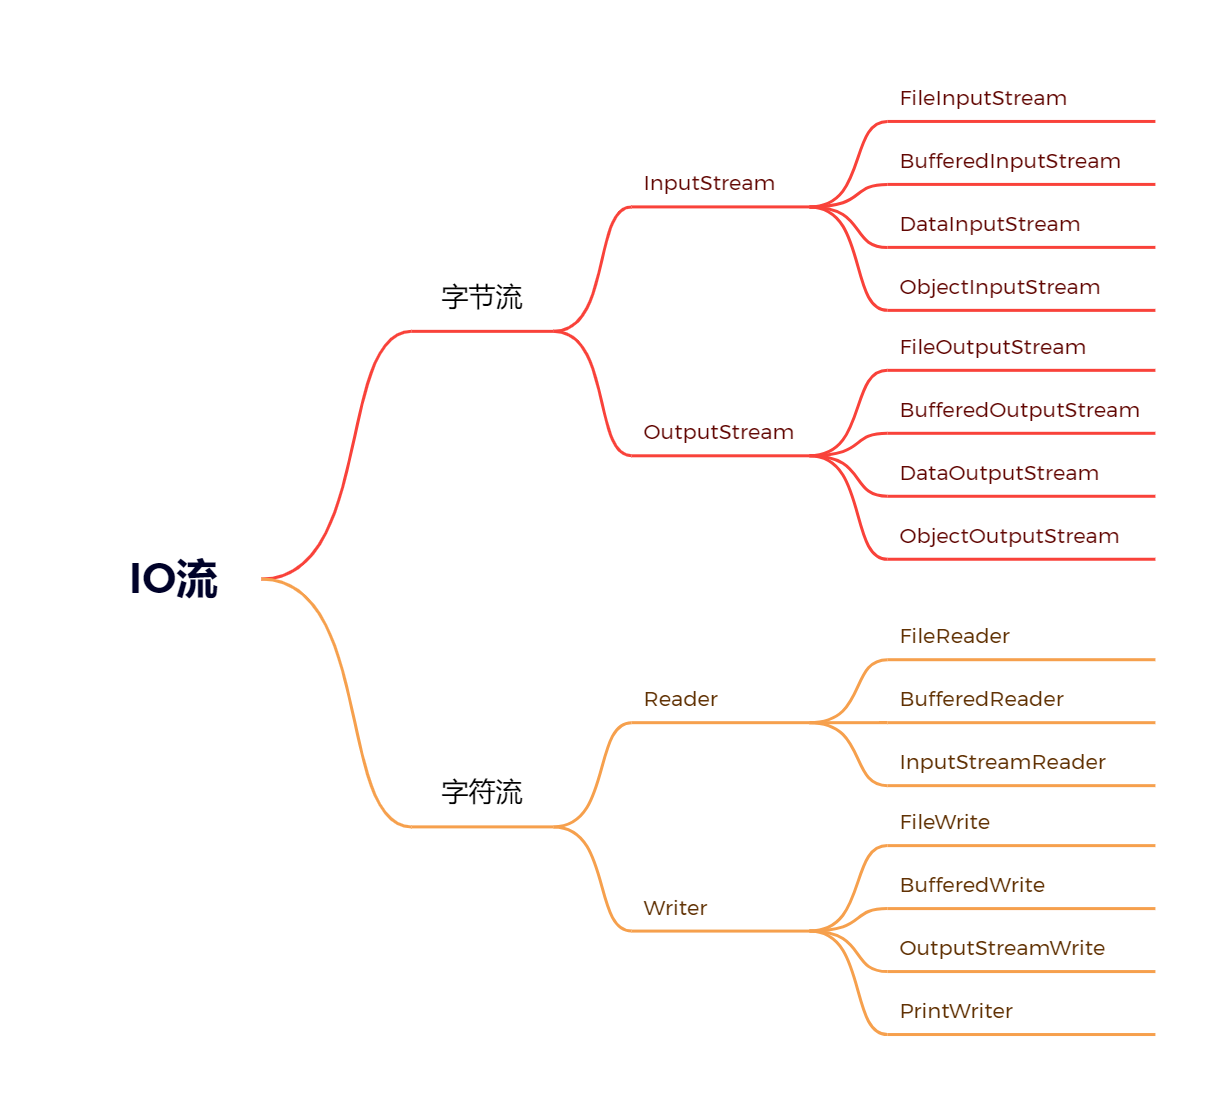 IO流
字节流
InputStream
FileInputStream
BufferedInputStream
DataInputStream
ObjectInputStream
OutputStream
FileOutputStream
BufferedOutputStream
DataOutputStream
ObjectOutputStream
字符流
Reader
FileReader
BufferedReader
InputStreamReader
Writer
FileWrite
BufferedWrite
OutputStreamWrite
PrintWriter